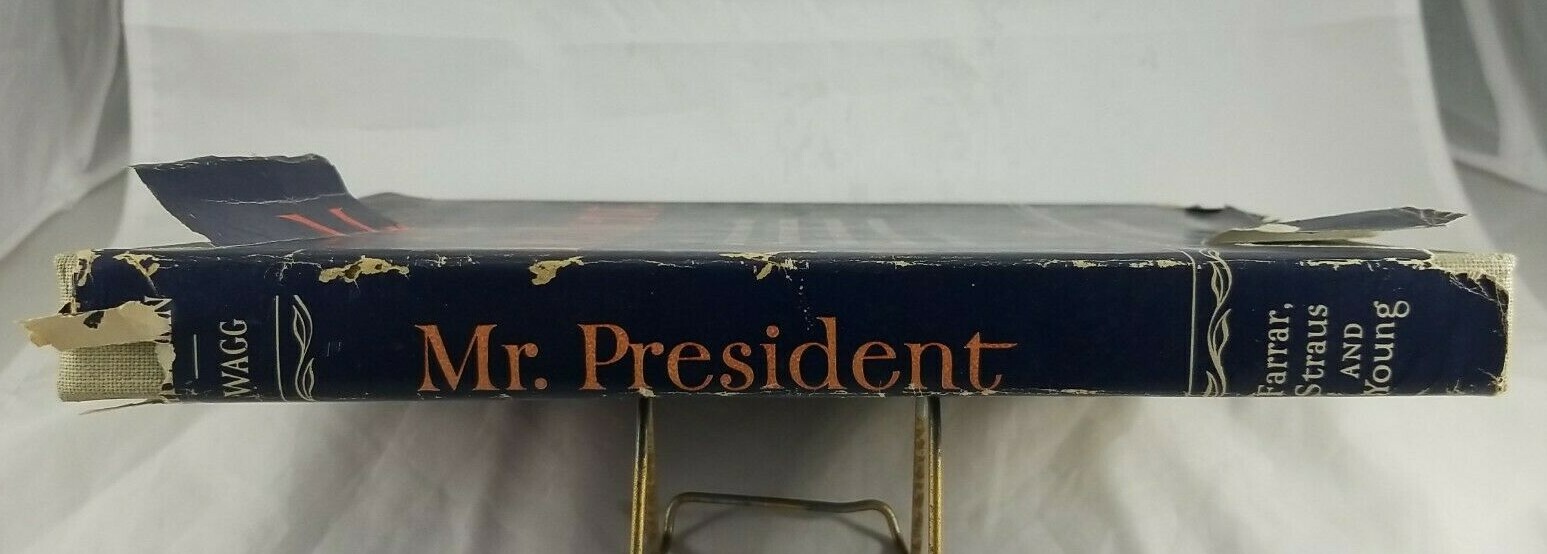 WAGG
Mr. President
Farrar,
Straus
AND
Young